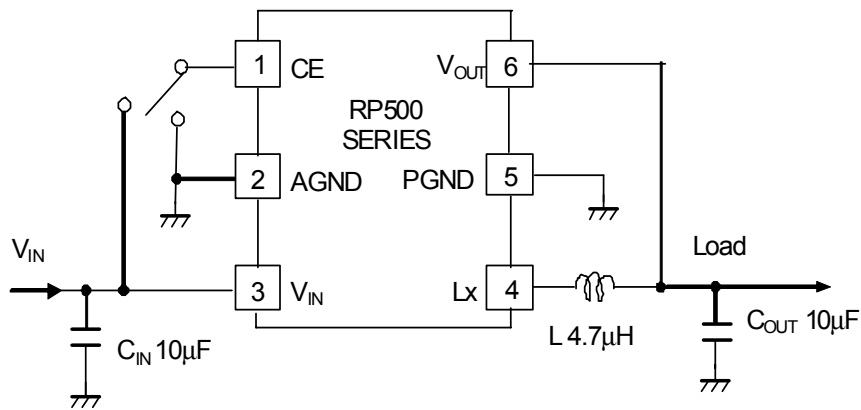 1 CE
V_OUT 6
RP500
SERIES
2 AGND
PGND 5
V_IN
Load
3 V_IN
Lx 4
C_IN 10µF
L 4.7µH
C_OUT 10µF